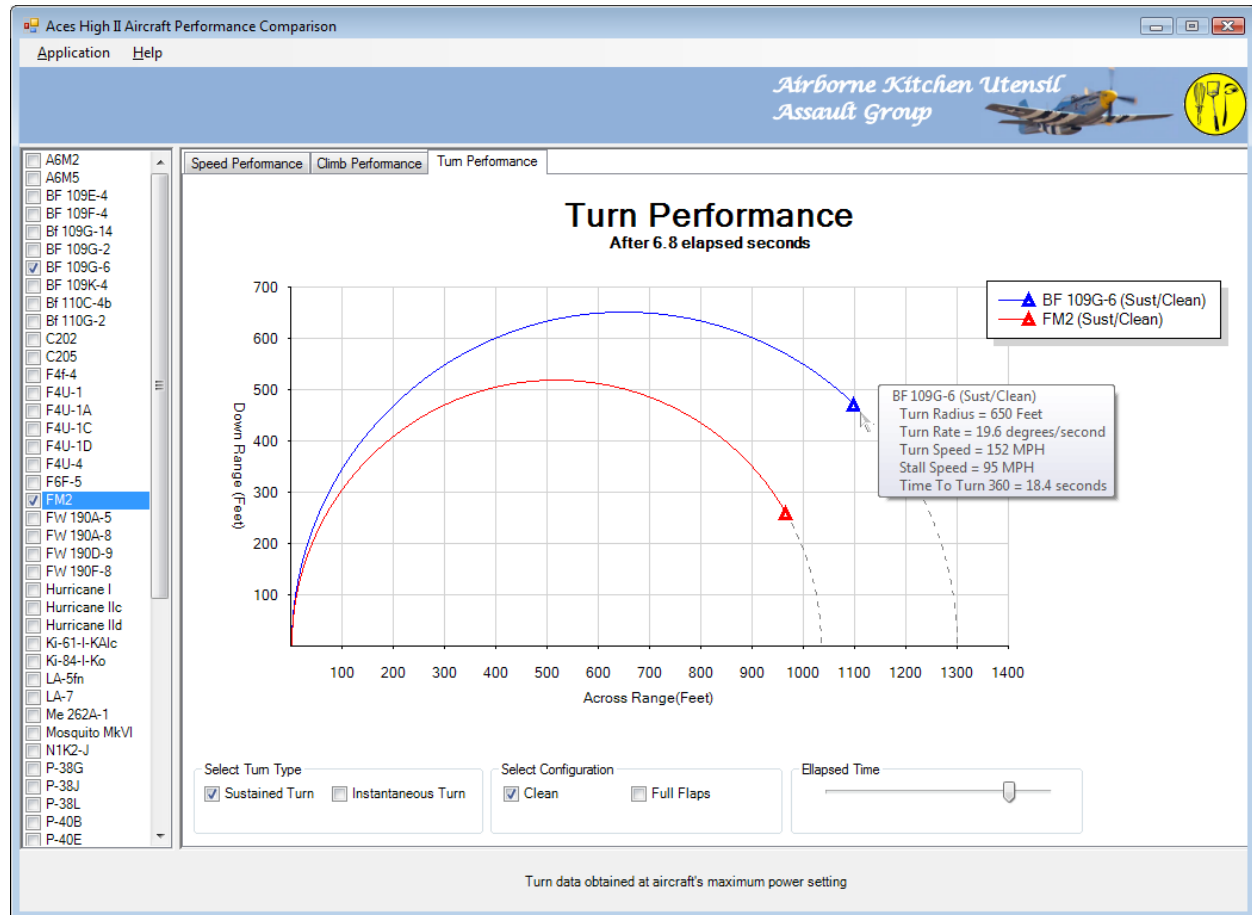 Aces High II Aircraft Performance Comparison
Application Help
Airborne Kitchen Utensil
Assault Group
A6M2
A6M5
BF 109E-4
BF 109F-4
Bf 109G-14
BF 109G-2
BF 109G-6
BF 109K-4
Bf 110C-4b
Bf 110G-2
C202
C205
F4f-4
F4U-1
F4U-1A
F4U-1C
F4U-1D
F4U-4
F6F-5
FM2
FW 190A-5
FW 190A-8
FW 190D-9
FW 190F-8
Hurricane I
Hurricane IIc
Hurricane IId
Ki-61-I-KAIc
Ki-84-I-Ko
LA-5fn
LA-7
Me 262A-1
Mosquito MkVI
N1K2-J
P-38G
P-38J
P-38L
P-40B
P-40E
Speed Performance Climb Performance Turn Performance
Turn Performance
After 6.8 elapsed seconds
BF 109G-6 (Sust/Clean)
FM2 (Sust/Clean)
700
600
500
400
300
200
100
Down Range (Feet)
BF 109G-6 (Sust/Clean)
Turn Radius = 650 Feet
Turn Rate = 19.6 degrees/second
Turn Speed = 152 MPH
Stall Speed = 95 MPH
Time To Turn 360 = 18.4 seconds
100 200 300 400 500 600 700 800 900 1000 1100 1200 1300 1400
Across Range(Feet)
Select Turn Type
Sustained Turn Instantaneous Turn
Select Configuration
Clean Full Flaps
Ellapsed Time
Turn data obtained at aircraft's maximum power setting